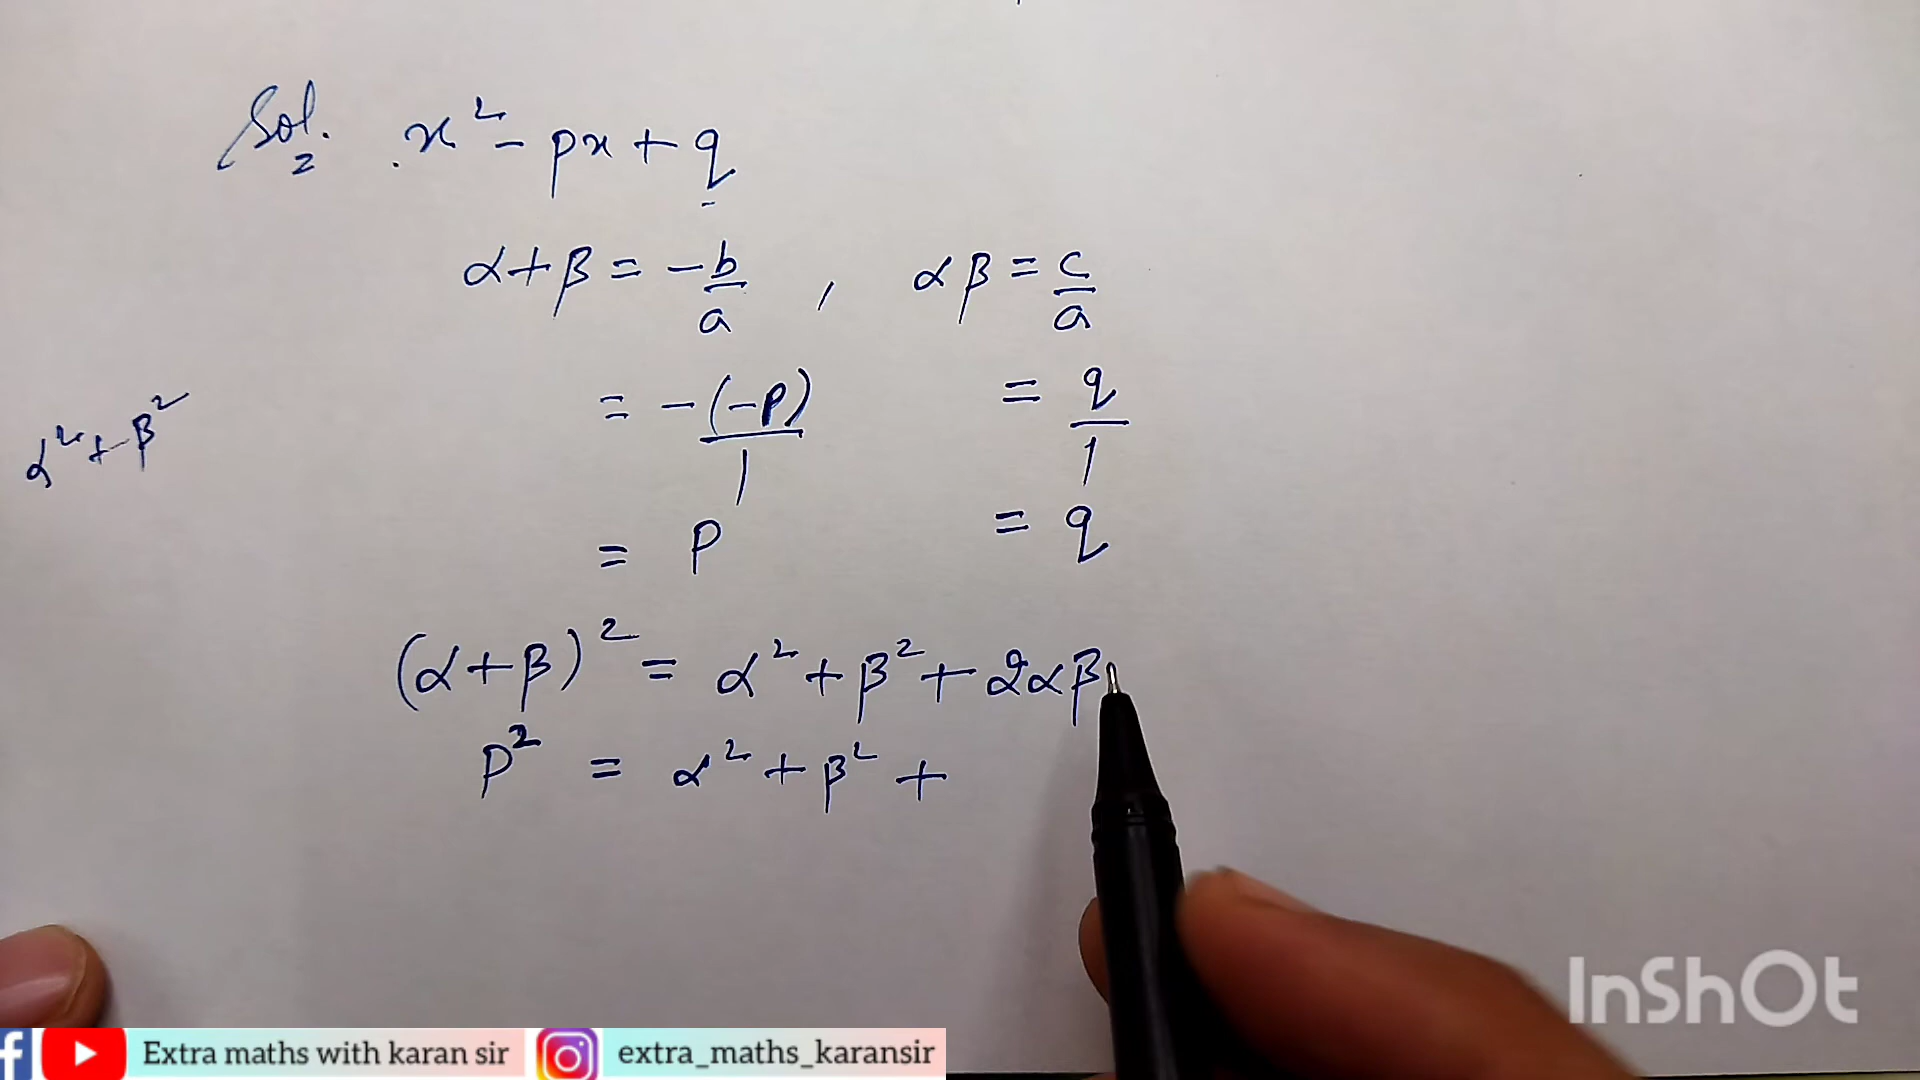 Sol. x² - px + q
α+β = -b/a , αβ = c/a
= -(-p)/1 = q/1
= p = q
α²+β²
(α+β)² = α² + β² + 2αβ
p² = α² + β² +
InShOt
Extra maths with karan sir extra_maths_karansir